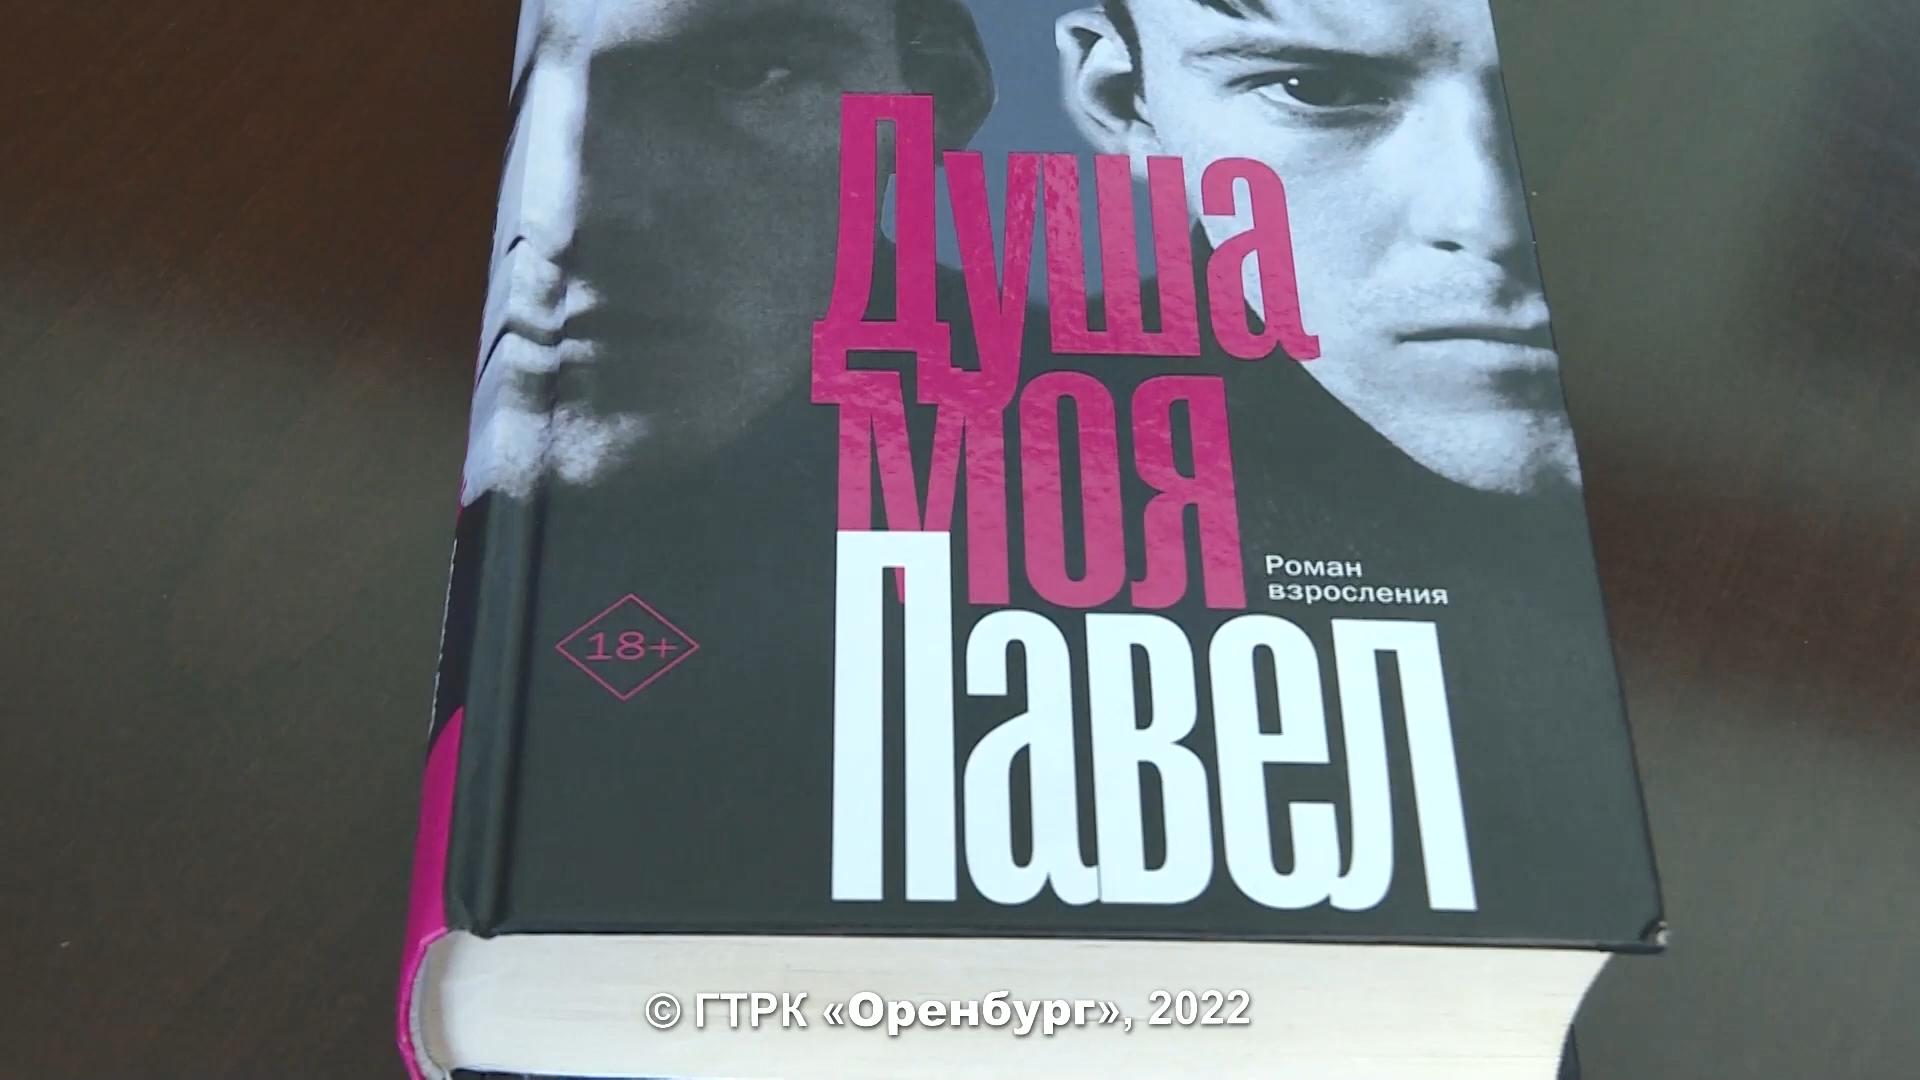 Душа
моя
Павел
Роман
взросления
18+
© ГТРК «Оренбург», 2022